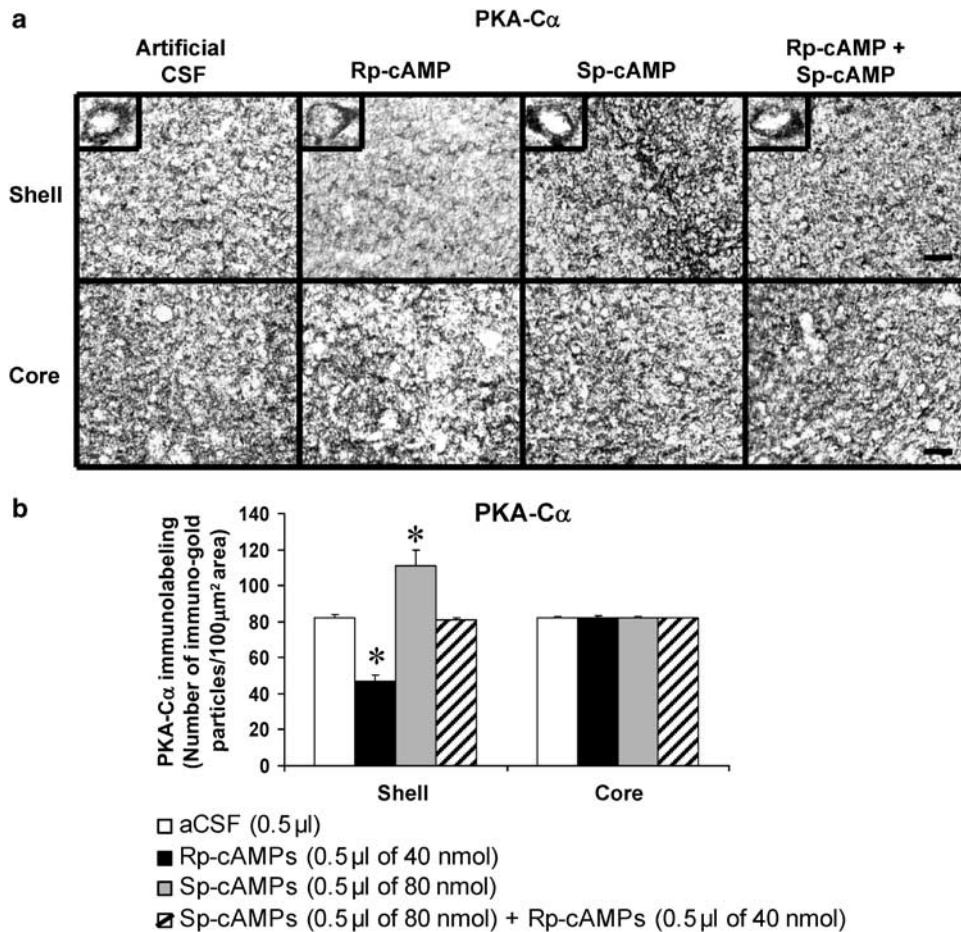 a
PKA-Cα
Artificial
CSF
Rp-cAMP
Sp-cAMP
Rp-cAMP +
Sp-cAMP
Shell
Core
b
PKA-Cα
PKA-Cα immunolabeling
(Number of immuno-gold
particles/100μm² area)
140
120
100
80
60
40
20
0
*
*
Shell
Core
aCSF (0.5 μl)
Rp-cAMPs (0.5 μl of 40 nmol)
Sp-cAMPs (0.5 μl of 80 nmol)
Sp-cAMPs (0.5 μl of 80 nmol) + Rp-cAMPs (0.5 μl of 40 nmol)